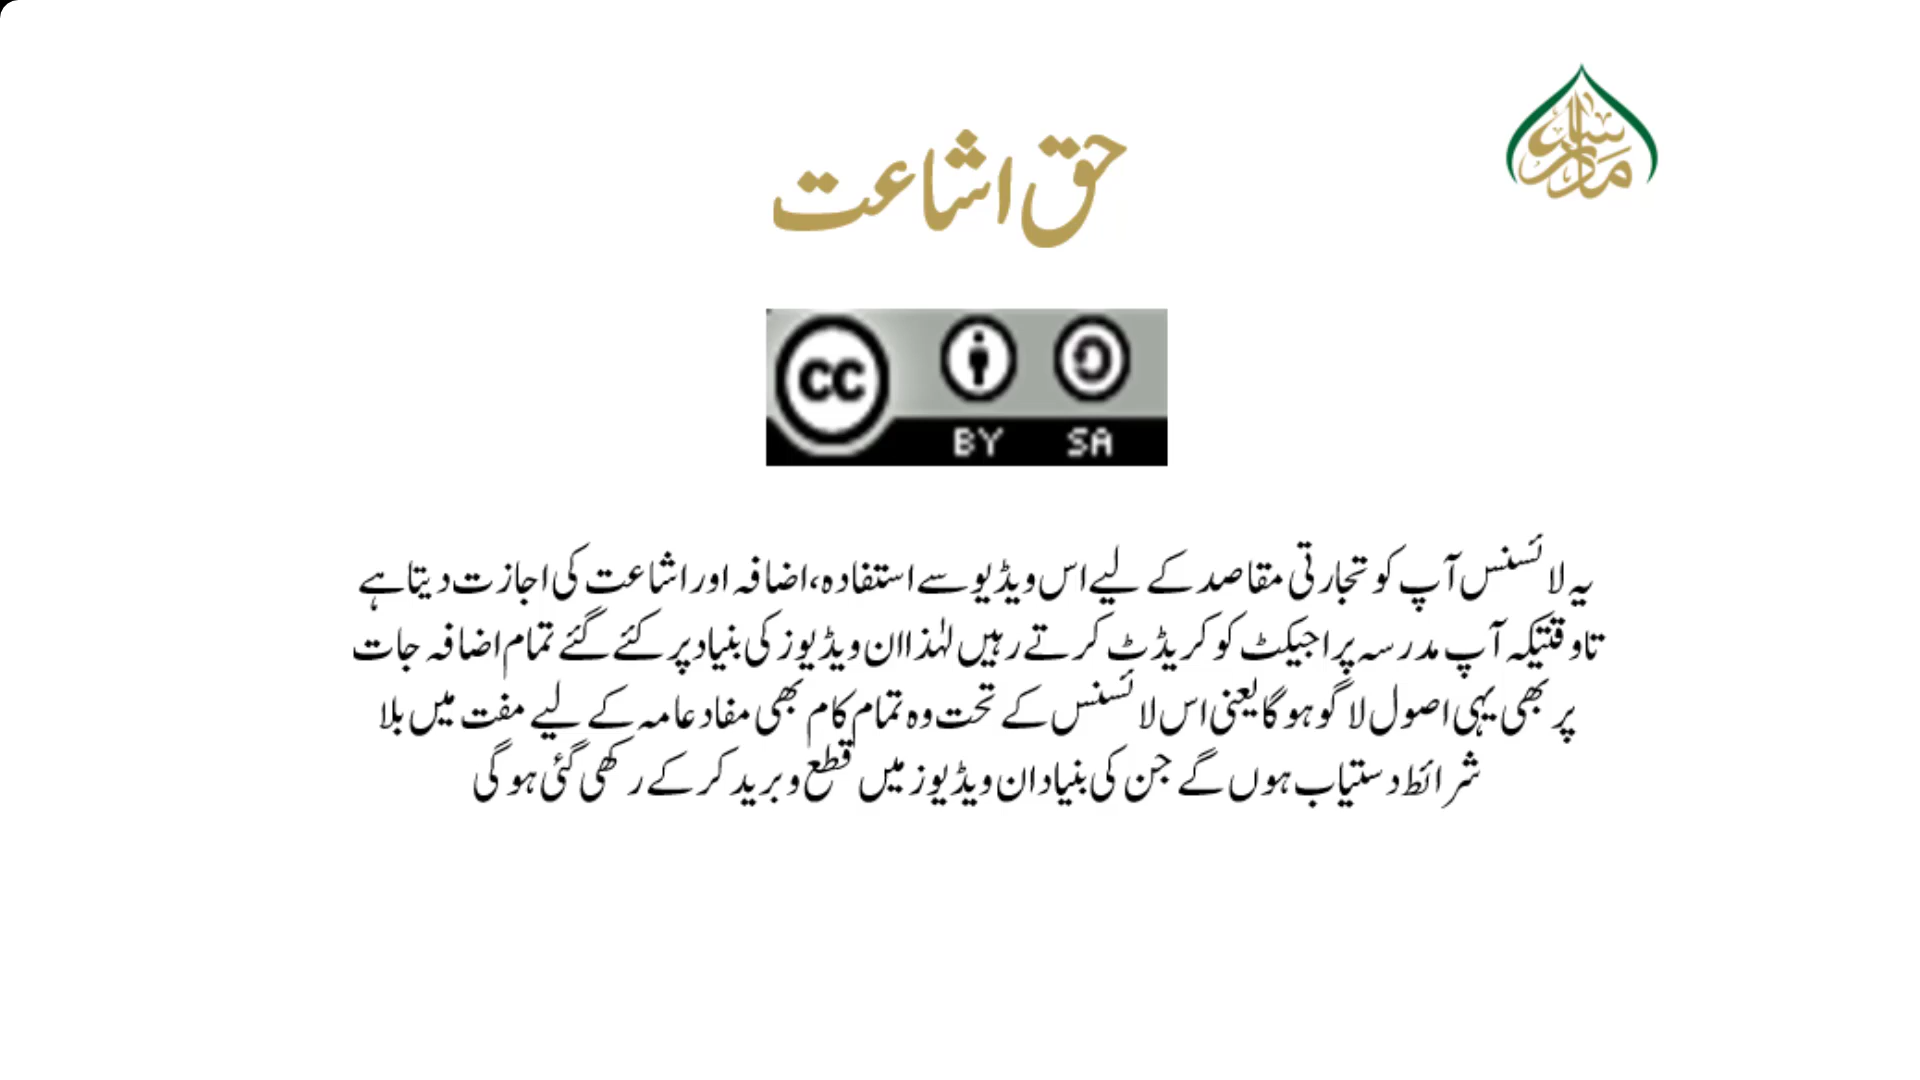 حق اشاعت
cc
BY SA
یہ لائسنس آپ کو تجارتی مقاصد کے لیے اس ویڈیو سے استفادہ، اضافہ اور اشاعت کی اجازت دیتا ہے
تاوقتیکہ آپ مدرسہ پراجیکٹ کو کریڈٹ کرتے رہیں لہٰذا ان ویڈیوز کی بنیاد پر کئے گئے تمام اضافہ جات
پر بھی یہی اصول لاگو ہو گا یعنی اس لائسنس کے تحت وہ تمام کام بھی مفاد عامہ کے لیے مفت میں بلا
شرائط دستیاب ہوں گے جن کی بنیاد ان ویڈیوز میں قطع و برید کر کے رکھی گئی ہو گی